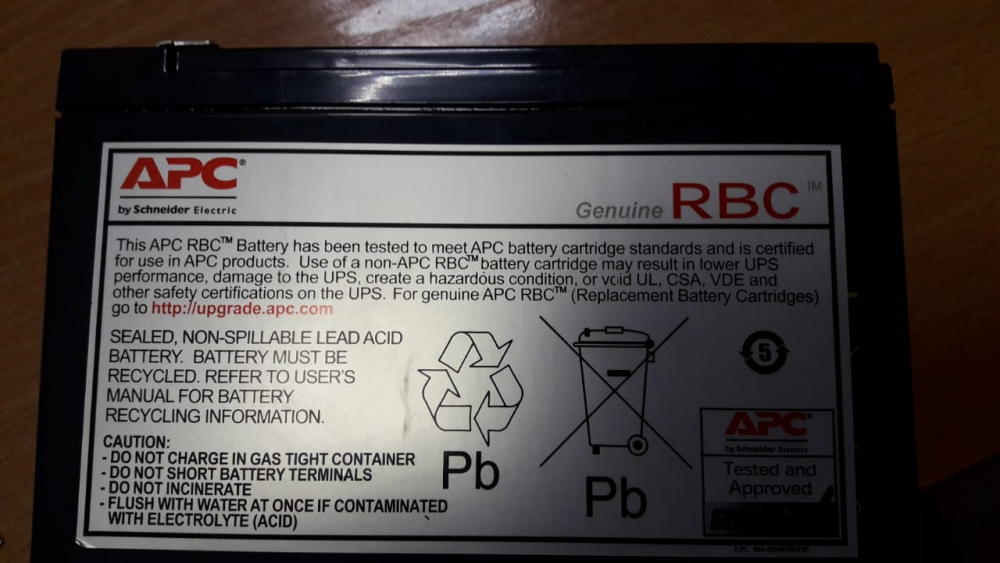 APC®
by Schneider Electric
Genuine RBC™
This APC RBC™ Battery has been tested to meet APC battery cartridge standards and is certified
for use in APC products. Use of a non-APC RBC™ battery cartridge may result in lower UPS
performance, damage to the UPS, create a hazardous condition, or void UL, CSA, VDE and
other safety certifications on the UPS. For genuine APC RBC™ (Replacement Battery Cartridges)
go to http://upgrade.apc.com
SEALED, NON-SPILLABLE LEAD ACID
BATTERY. BATTERY MUST BE
RECYCLED. REFER TO USER'S
MANUAL FOR BATTERY
RECYCLING INFORMATION.
CAUTION:
- DO NOT CHARGE IN GAS TIGHT CONTAINER
- DO NOT SHORT BATTERY TERMINALS
- DO NOT INCINERATE
- FLUSH WITH WATER AT ONCE IF CONTAMINATED
WITH ELECTROLYTE (ACID)
Pb
Pb
5
APC
by Schneider Electric
Tested and
Approved